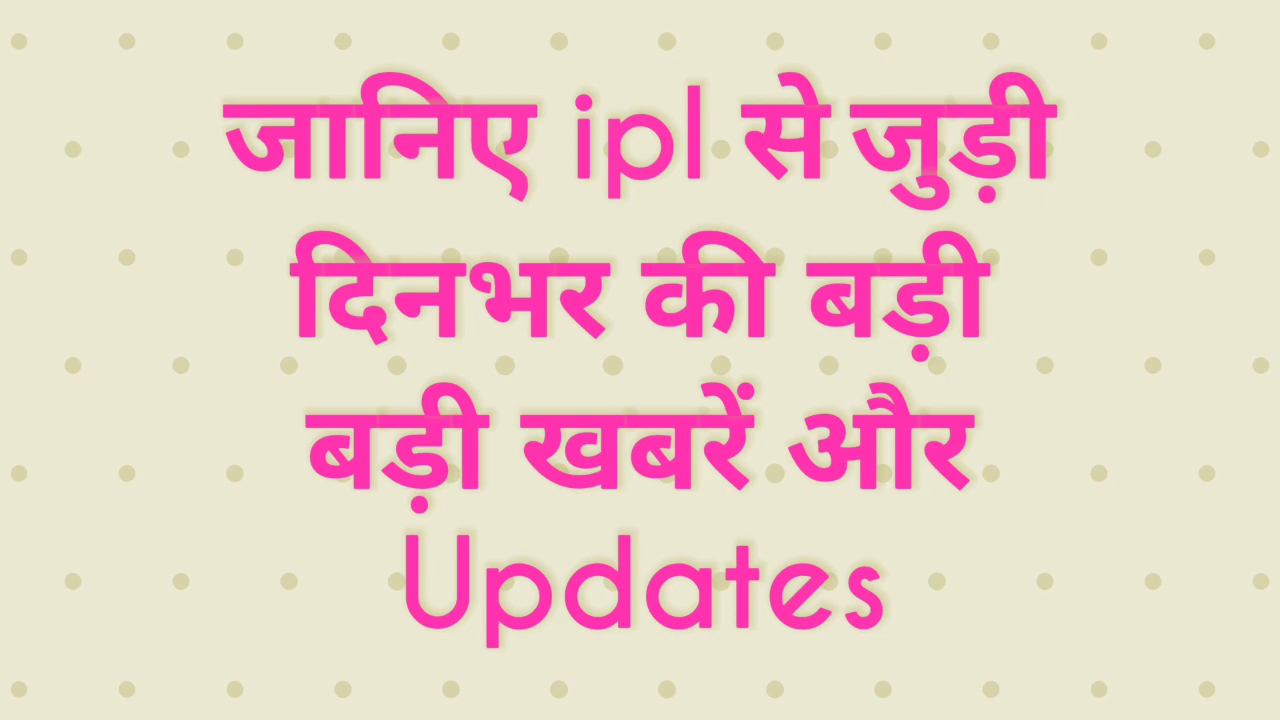 जानिए ipl से जुड़ी
दिनभर की बड़ी
बड़ी खबरें और
Updates